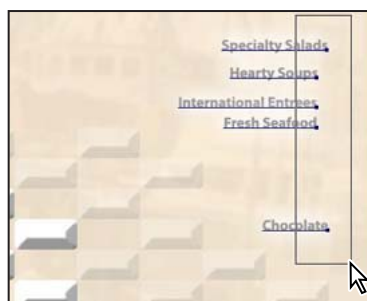 Specialty Salads
Hearty Soups
International Entrees
Fresh Seafood
Chocolate